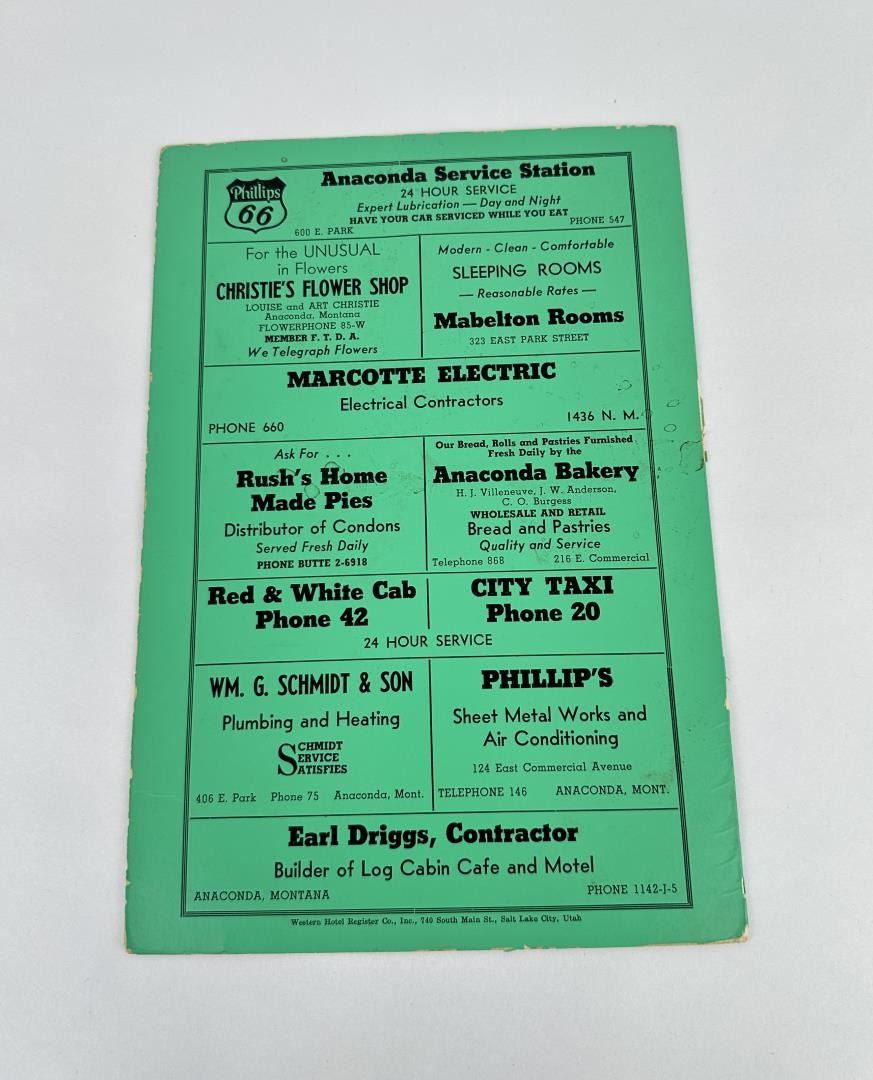 Phillips
66
Anaconda Service Station
24 HOUR SERVICE
Expert Lubrication — Day and Night
HAVE YOUR CAR SERVICED WHILE YOU EAT
600 E. PARK
PHONE 547
For the UNUSUAL
in Flowers
CHRISTIE'S FLOWER SHOP
LOUISE and ART CHRISTIE
Anaconda, Montana
FLOWERPHONE 85-W
MEMBER F. T. D. A.
We Telegraph Flowers
Modern - Clean - Comfortable
SLEEPING ROOMS
— Reasonable Rates —
Mabelton Rooms
323 EAST PARK STREET
MARCOTTE ELECTRIC
Electrical Contractors
PHONE 660
1436 N. M.
Ask For . . .
Rush's Home
Made Pies
Distributor of Condons
Served Fresh Daily
PHONE BUTTE 2-6918
Our Bread, Rolls and Pastries Furnished
Fresh Daily by the
Anaconda Bakery
H. J. Villeneuve, J. W. Anderson,
C. O. Burgess
WHOLESALE AND RETAIL
Bread and Pastries
Quality and Service
Telephone 868
216 E. Commercial
Red & White Cab
Phone 42
CITY TAXI
Phone 20
24 HOUR SERVICE
WM. G. SCHMIDT & SON
Plumbing and Heating
SCHMIDT
SERVICE
SATISFIES
406 E. Park Phone 75 Anaconda, Mont.
PHILLIP'S
Sheet Metal Works and
Air Conditioning
124 East Commercial Avenue
TELEPHONE 146
ANACONDA, MONT.
Earl Driggs, Contractor
Builder of Log Cabin Cafe and Motel
ANACONDA, MONTANA
PHONE 1142-J-5
Western Hotel Register Co., Inc., 740 South Main St., Salt Lake City, Utah